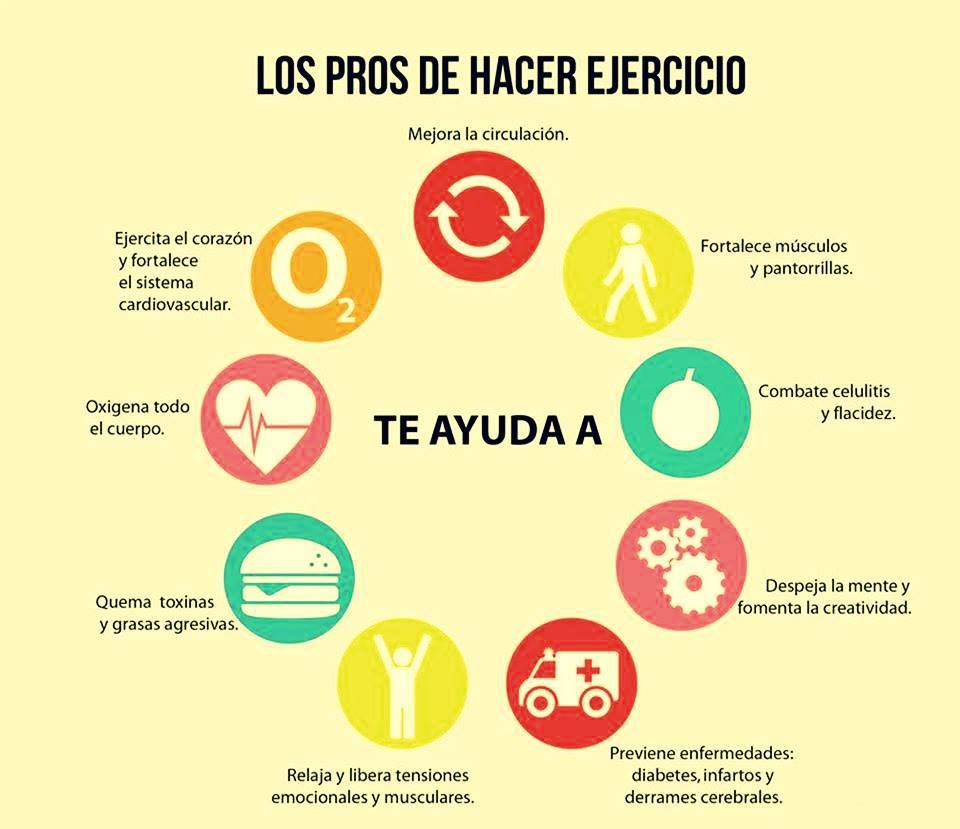 LOS PROS DE HACER EJERCICIO
Mejora la circulación.
Fortalece músculos
y pantorrillas.
Combate celulitis
y flacidez.
Despeja la mente y
fomenta la creatividad.
Previene enfermedades:
diabetes, infartos y
derrames cerebrales.
Relaja y libera tensiones
emocionales y musculares.
Quema toxinas
y grasas agresivas.
Oxigena todo
el cuerpo.
Ejercita el corazón
y fortalece
el sistema
cardiovascular.
O2
TE AYUDA A